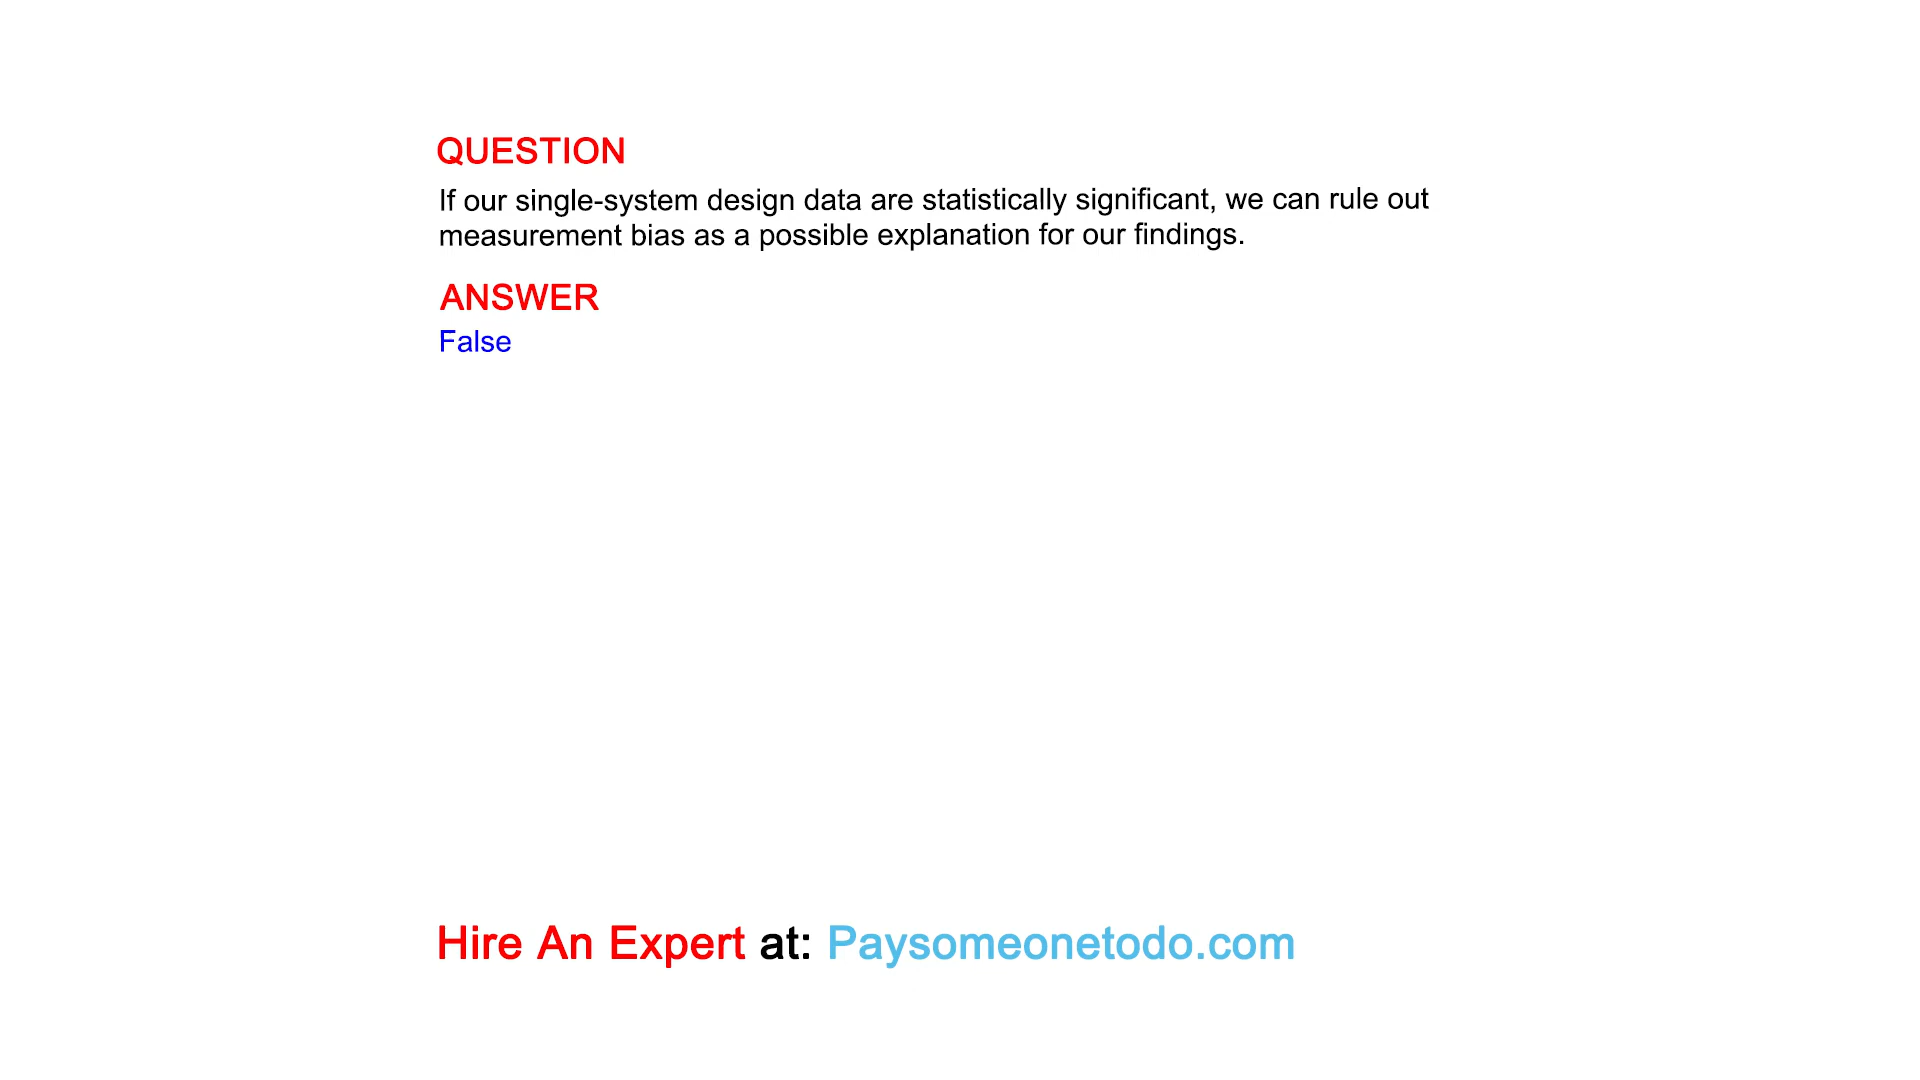 QUESTION
If our single-system design data are statistically significant, we can rule out
measurement bias as a possible explanation for our findings.
ANSWER
False
Hire An Expert at: Paysomeonetodo.com